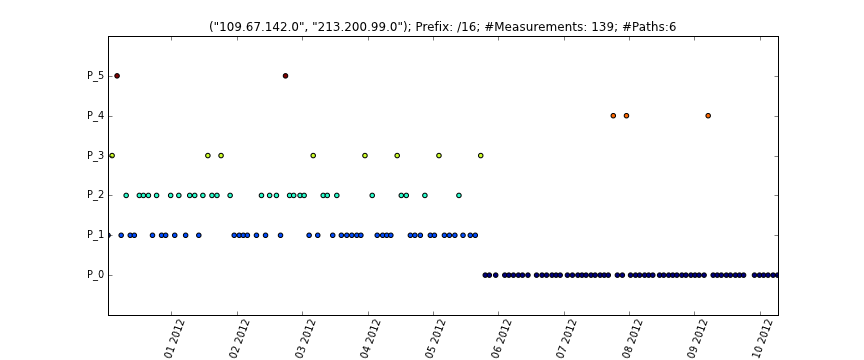 ("109.67.142.0", "213.200.99.0"); Prefix: /16; #Measurements: 139; #Paths:6
P_5
P_4
P_3
P_2
P_1
P_0
01 2012
02 2012
03 2012
04 2012
05 2012
06 2012
07 2012
08 2012
09 2012
10 2012